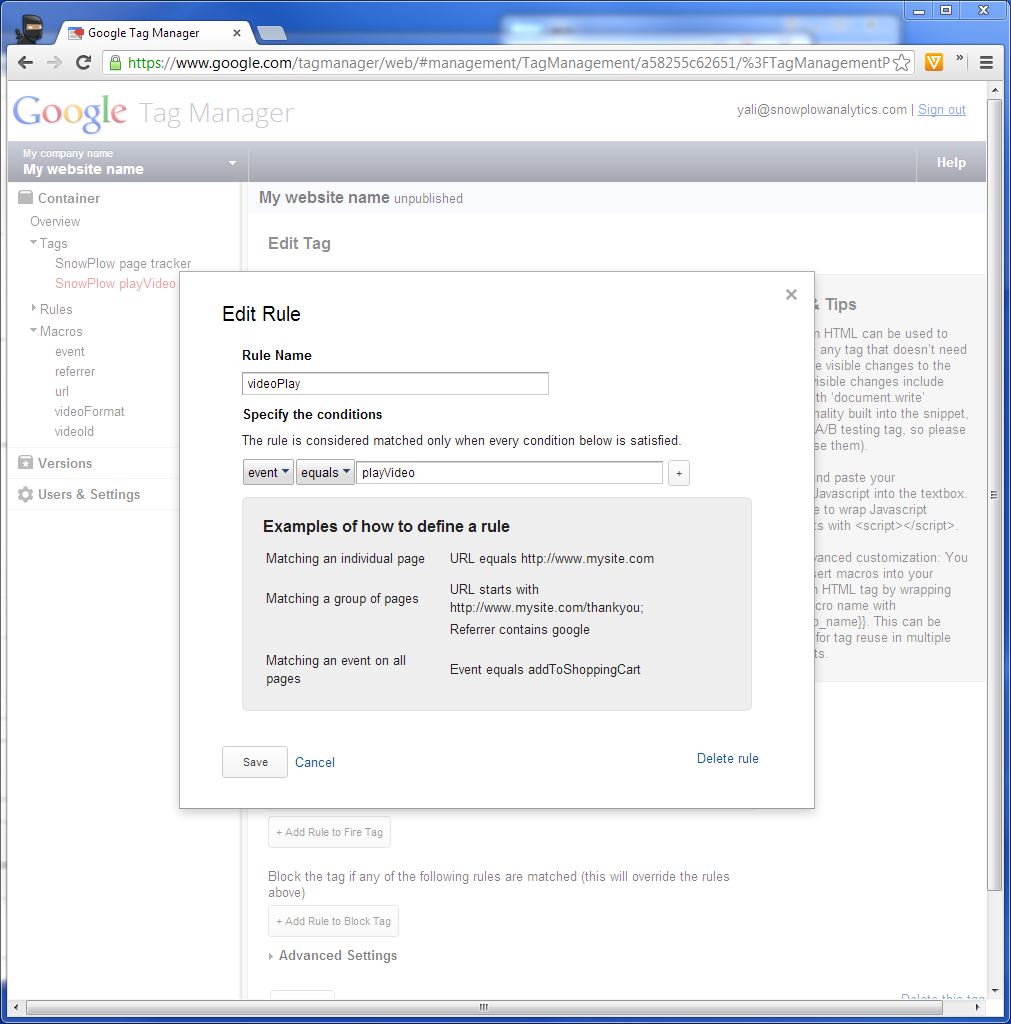 Google Tag Manager
https://www.google.com/tagmanager/web/#management/TagManagement/a58255c62651/%3FTagManagementP
Google Tag Manager
yali@snowplowanalytics.com | Sign out
My company name
My website name
Help
Container
Overview
Tags
SnowPlow page tracker
SnowPlow playVideo
Rules
Macros
event
referrer
url
videoFormat
videoId
Versions
Users & Settings
My website name unpublished
Edit Tag
Edit Rule
Rule Name
videoPlay
Specify the conditions
The rule is considered matched only when every condition below is satisfied.
event equals playVideo +
Examples of how to define a rule
Matching an individual page URL equals http://www.mysite.com
Matching a group of pages URL starts with
http://www.mysite.com/thankyou;
Referrer contains google
Matching an event on all
pages
Event equals addToShoppingCart
Save Cancel Delete rule
& Tips
HTML can be used to
any tag that doesn't need
visible changes to the
visible changes include
'document.write'
built into the snippet,
A/B testing tag, so please
them).
and paste your
Javascript into the textbox.
to wrap Javascript
with <script></script>.
customization: You
macros into your
HTML tag by wrapping
name with
_name}}. This can be
for tag reuse in multiple
+ Add Rule to Fire Tag
Block the tag if any of the following rules are matched (this will override the rules
above)
+ Add Rule to Block Tag
Advanced Settings
Delete this tag